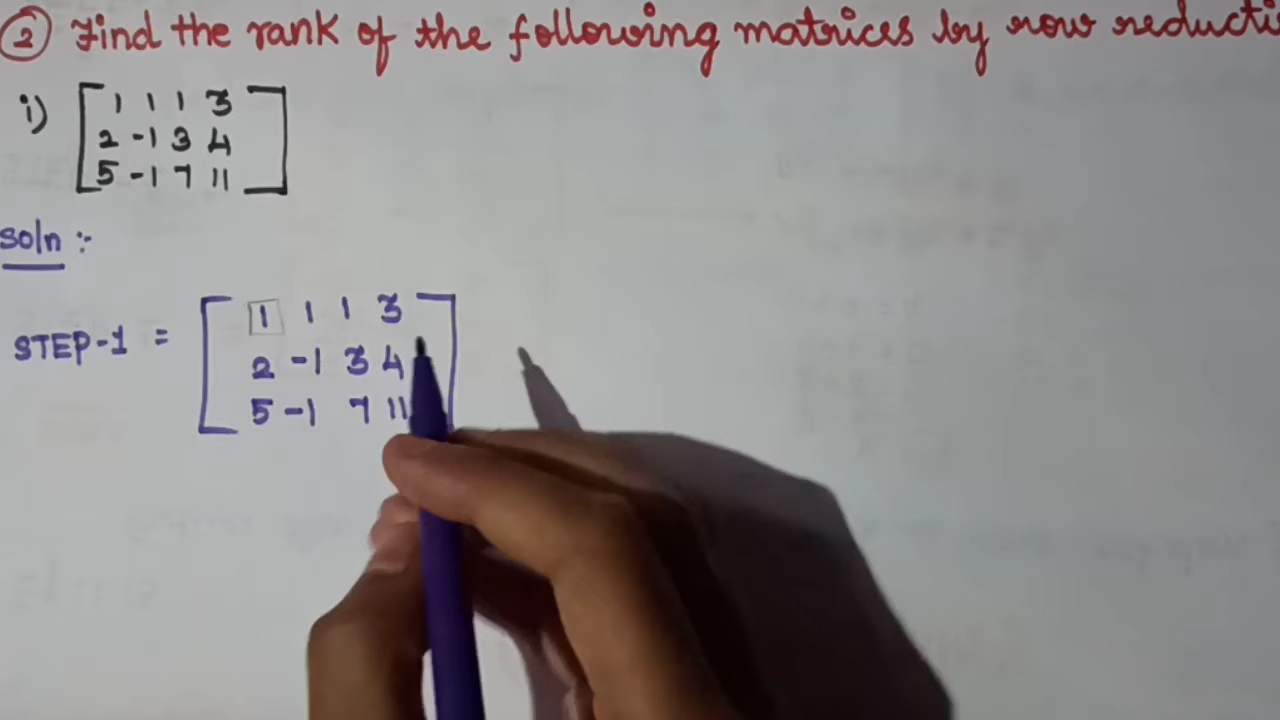 ② Find the rank of the following matrices by row reducti
i) [ 1 1 1 3
2 -1 3 4
5 -1 7 11 ]
Soln :-
STEP-1 = [ 1 1 1 3
2 -1 3 4
5 -1 7 11 ]